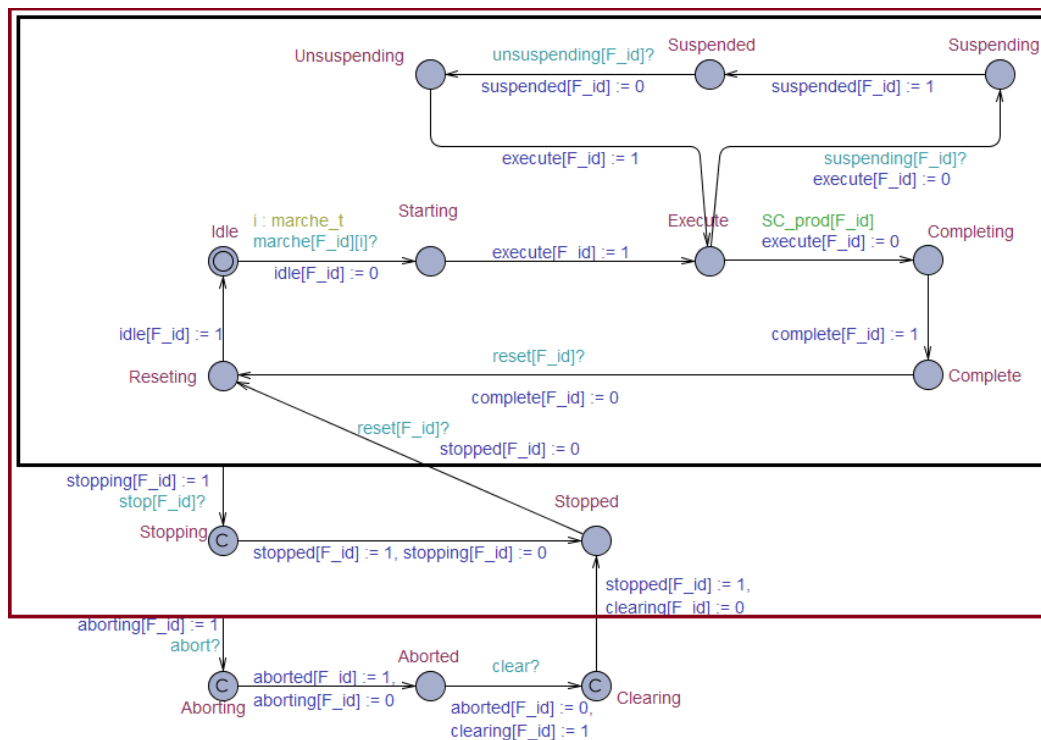 Unsuspending
unsuspending[F_id]?
Suspended
Suspending
suspended[F_id] := 0
suspended[F_id] := 1
execute[F_id] := 1
suspending[F_id]?
execute[F_id] := 0
Idle
i : marche_t
marche[F_id][i]?
idle[F_id] := 0
Starting
execute[F_id] := 1
Execute
SC_prod[F_id]
execute[F_id] := 0
Completing
idle[F_id] := 1
complete[F_id] := 1
Reseting
reset[F_id]?
complete[F_id] := 0
Complete
reset[F_id]?
stopped[F_id] := 0
stopping[F_id] := 1
stop[F_id]?
Stopping
C
stopped[F_id] := 1, stopping[F_id] := 0
Stopped
stopped[F_id] := 1,
clearing[F_id] := 0
aborting[F_id] := 1
abort?
C
Aborting
aborted[F_id] := 1,
aborting[F_id] := 0
Aborted
clear?
aborted[F_id] := 0,
clearing[F_id] := 1
C
Clearing